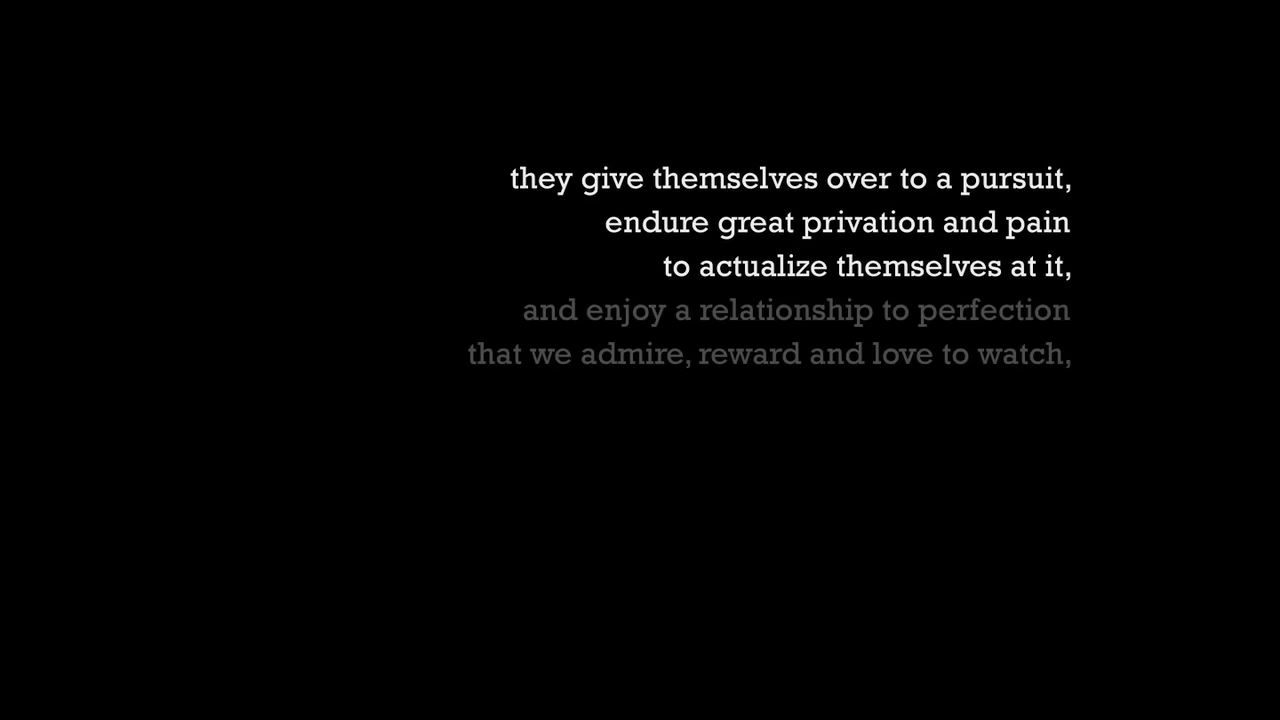 they give themselves over to a pursuit,
endure great privation and pain
to actualize themselves at it,
and enjoy a relationship to perfection
that we admire, reward and love to watch,